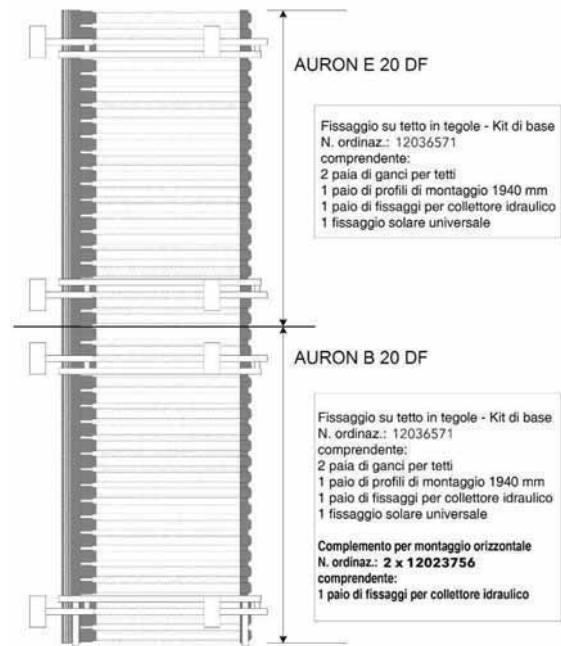 AURON E 20 DF
Fissaggio su tetto in tegole - Kit di base
N. ordinaz.: 12036571
comprendente:
2 paia di ganci per tetti
1 paio di profili di montaggio 1940 mm
1 paio di fissaggi per collettore idraulico
1 fissaggio solare universale
AURON B 20 DF
Fissaggio su tetto in tegole - Kit di base
N. ordinaz.: 12036571
comprendente:
2 paia di ganci per tetti
1 paio di profili di montaggio 1940 mm
1 paio di fissaggi per collettore idraulico
1 fissaggio solare universale
Complemento per montaggio orizzontale
N. ordinaz.: 2 x 12023756
comprendente:
1 paio di fissaggi per collettore idraulico